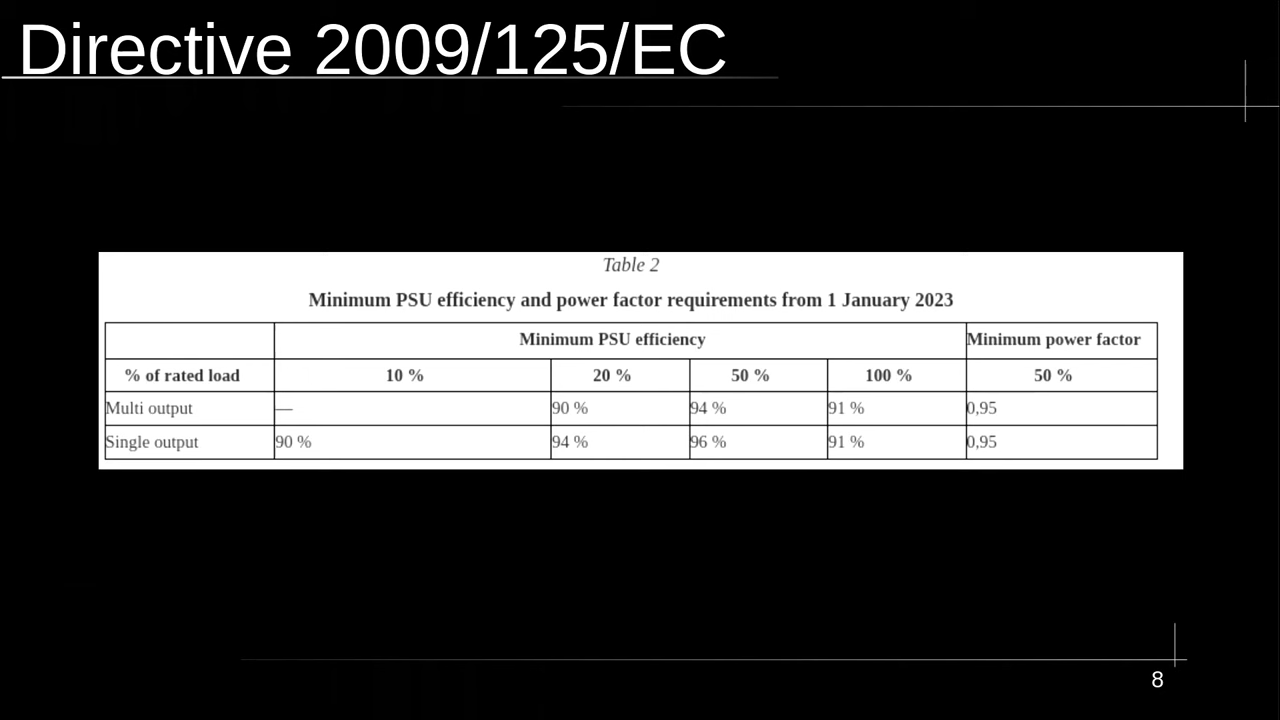 Directive 2009/125/EC
Table 2
Minimum PSU efficiency and power factor requirements from 1 January 2023
Minimum PSU efficiency Minimum power factor
% of rated load 10 % 20 % 50 % 100 % 50 %
Multi output — 90 % 94 % 91 % 0,95
Single output 90 % 94 % 96 % 91 % 0,95
8